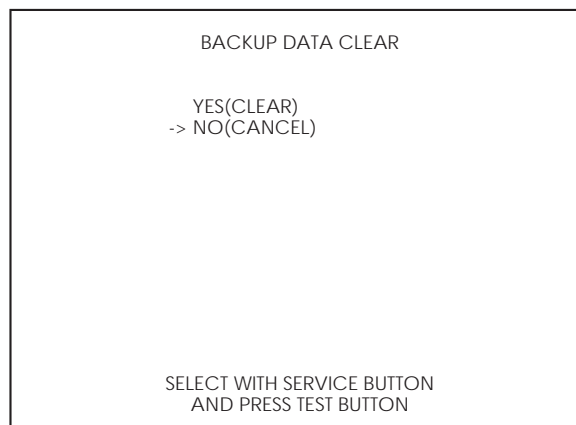 BACKUP DATA CLEAR
YES(CLEAR)
-> NO(CANCEL)
SELECT WITH SERVICE BUTTON
AND PRESS TEST BUTTON